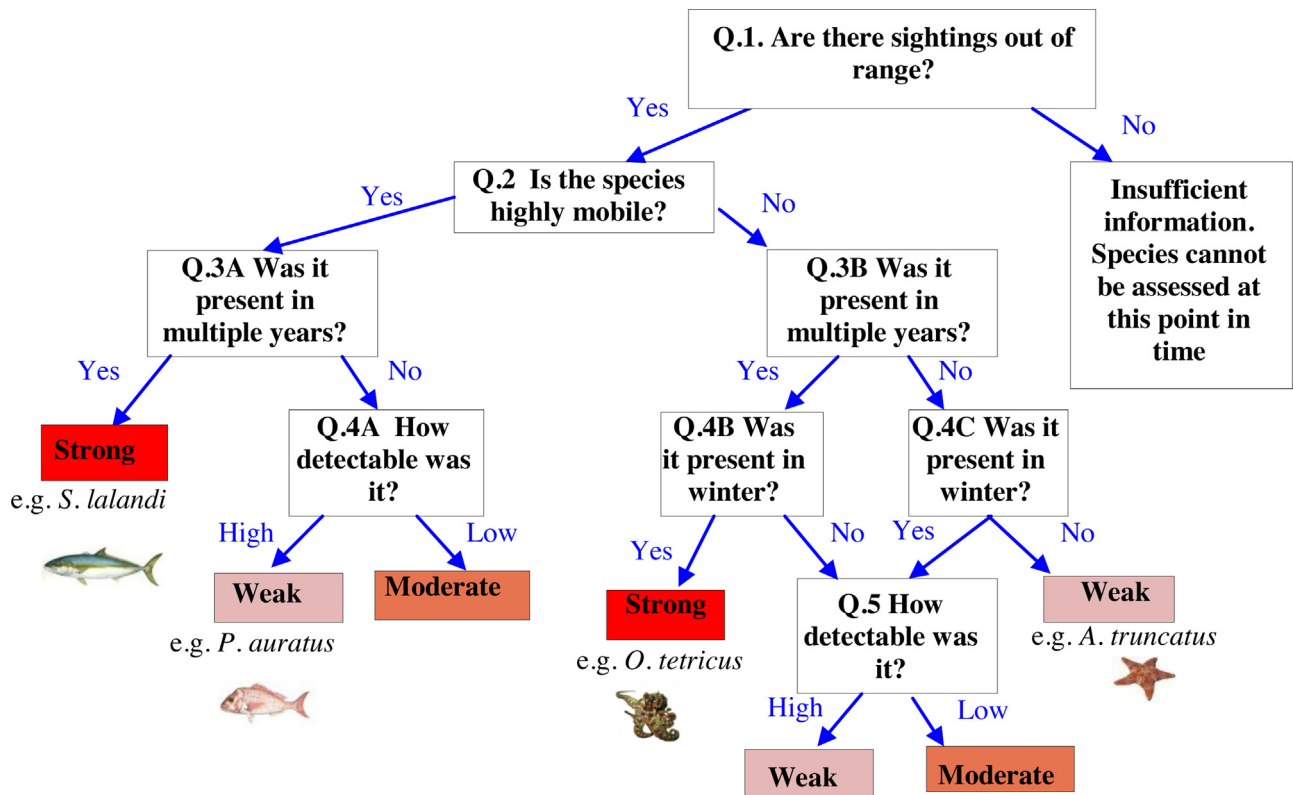 Q.1. Are there sightings out of
range?
Yes
No
Q.2  Is the species
highly mobile?
Insufficient
information.
Species cannot
be assessed at
this point in
time
Yes
No
Q.3A Was it
present in
multiple years?
Q.3B Was it
present in
multiple years?
Yes
No
Yes
No
Strong
e.g. S. lalandi
Q.4A  How
detectable was
it?
Q.4B Was
it present in
winter?
Q.4C Was it
present in
winter?
High
Low
Yes
No
Yes
No
Weak
e.g. P. auratus
Moderate
Strong
e.g. O. tetricus
Q.5 How
detectable was
it?
Weak
e.g. A. truncatus
High
Low
Weak
Moderate